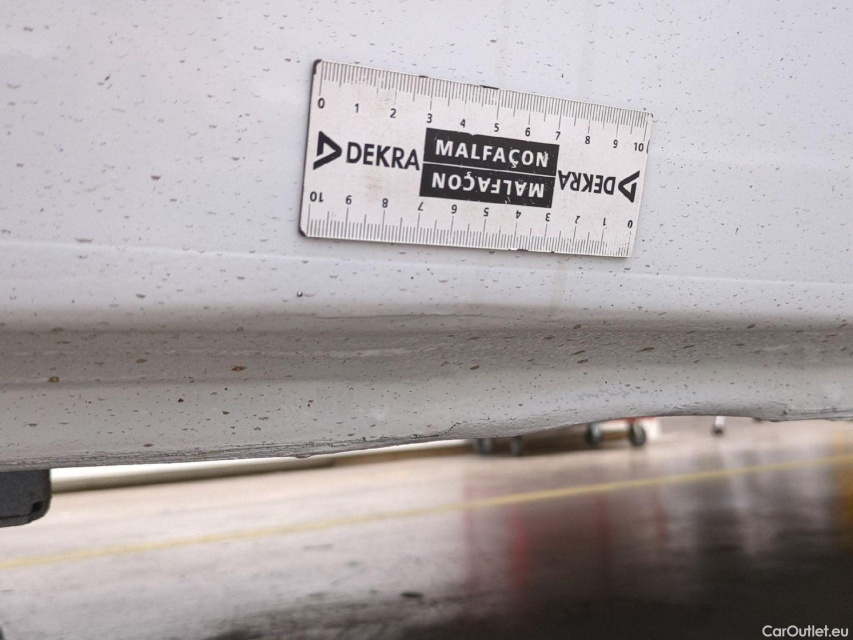 0 1 2 3 4 5 6 7 8 9 10
DEKRA MALFAÇON DEKRA
MALFAÇON
10 9 8 7 6 5 4 3 2 1 0
CarOutlet.eu